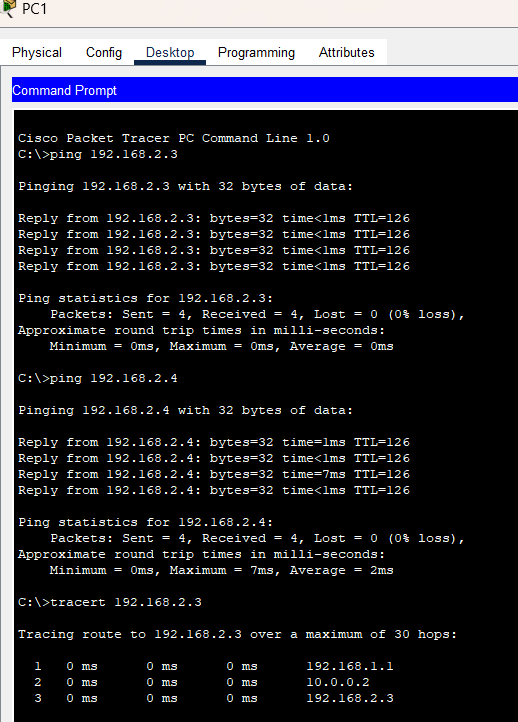 PC1
Physical Config Desktop Programming Attributes
Command Prompt
Cisco Packet Tracer PC Command Line 1.0
C:\>ping 192.168.2.3
Pinging 192.168.2.3 with 32 bytes of data:
Reply from 192.168.2.3: bytes=32 time<1ms TTL=126
Reply from 192.168.2.3: bytes=32 time<1ms TTL=126
Reply from 192.168.2.3: bytes=32 time<1ms TTL=126
Reply from 192.168.2.3: bytes=32 time<1ms TTL=126
Ping statistics for 192.168.2.3:
    Packets: Sent = 4, Received = 4, Lost = 0 (0% loss),
Approximate round trip times in milli-seconds:
    Minimum = 0ms, Maximum = 0ms, Average = 0ms
C:\>ping 192.168.2.4
Pinging 192.168.2.4 with 32 bytes of data:
Reply from 192.168.2.4: bytes=32 time=1ms TTL=126
Reply from 192.168.2.4: bytes=32 time<1ms TTL=126
Reply from 192.168.2.4: bytes=32 time=7ms TTL=126
Reply from 192.168.2.4: bytes=32 time<1ms TTL=126
Ping statistics for 192.168.2.4:
    Packets: Sent = 4, Received = 4, Lost = 0 (0% loss),
Approximate round trip times in milli-seconds:
    Minimum = 0ms, Maximum = 7ms, Average = 2ms
C:\>tracert 192.168.2.3
Tracing route to 192.168.2.3 over a maximum of 30 hops:
  1   0 ms      0 ms      0 ms      192.168.1.1
  2   0 ms      0 ms      0 ms      10.0.0.2
  3   0 ms      0 ms      0 ms      192.168.2.3